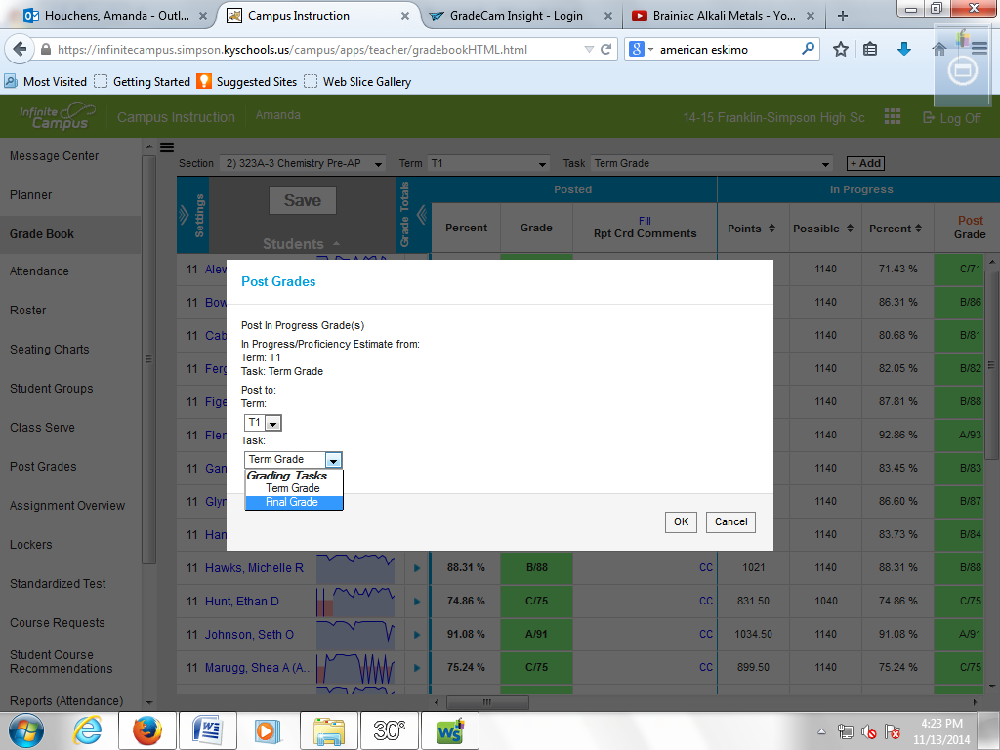 Houchens, Amanda - Outl...
Campus Instruction
GradeCam Insight - Login
Brainiac Alkali Metals - Yo...
https://infinitecampus.simpson.kyschools.us/campus/apps/teacher/gradebookHTML.html
american eskimo
Most Visited
Getting Started
Suggested Sites
Web Slice Gallery
Infinite Campus
Campus Instruction
Amanda
14-15 Franklin-Simpson High Sc
Log Off
Message Center
Planner
Grade Book
Attendance
Roster
Seating Charts
Student Groups
Class Serve
Post Grades
Assignment Overview
Lockers
Standardized Test
Course Requests
Student Course
Recommendations
Reports (Attendance)
Section 2) 323A-3 Chemistry Pre-AP Term T1 Task Term Grade + Add
Settings
Save
Students
Grade Totals
Posted
In Progress
Percent
Grade
Fill
Rpt Crd Comments
Points
Possible
Percent
Post
Grade
11 Alew 1140 71.43 % C/71
11 Bow 1140 86.31 % B/86
11 Cab 1140 80.68 % B/81
11 Ferg 1140 82.05 % B/82
11 Fige 1140 87.81 % B/88
11 Flen 1140 92.86 % A/93
11 Gan 1140 83.45 % B/83
11 Glyn 1140 86.60 % B/87
11 Han 1140 83.73 % B/84
11 Hawks, Michelle R 88.31 % B/88 CC 1021 1140 88.31 % B/88
11 Hunt, Ethan D 74.86 % C/75 CC 831.50 1040 74.86 % C/75
11 Johnson, Seth O 91.08 % A/91 CC 1034.50 1140 91.08 % A/91
11 Marugg, Shea A (A... 75.24 % C/75 CC 899.50 1140 75.24 % C/75
Post Grades
Post In Progress Grade(s)
In Progress/Proficiency Estimate from:
Term: T1
Task: Term Grade
Post to:
Term:
T1
Task:
Term Grade
Grading Tasks
Term Grade
Final Grade
OK
Cancel
30°
4:23 PM
11/13/2014